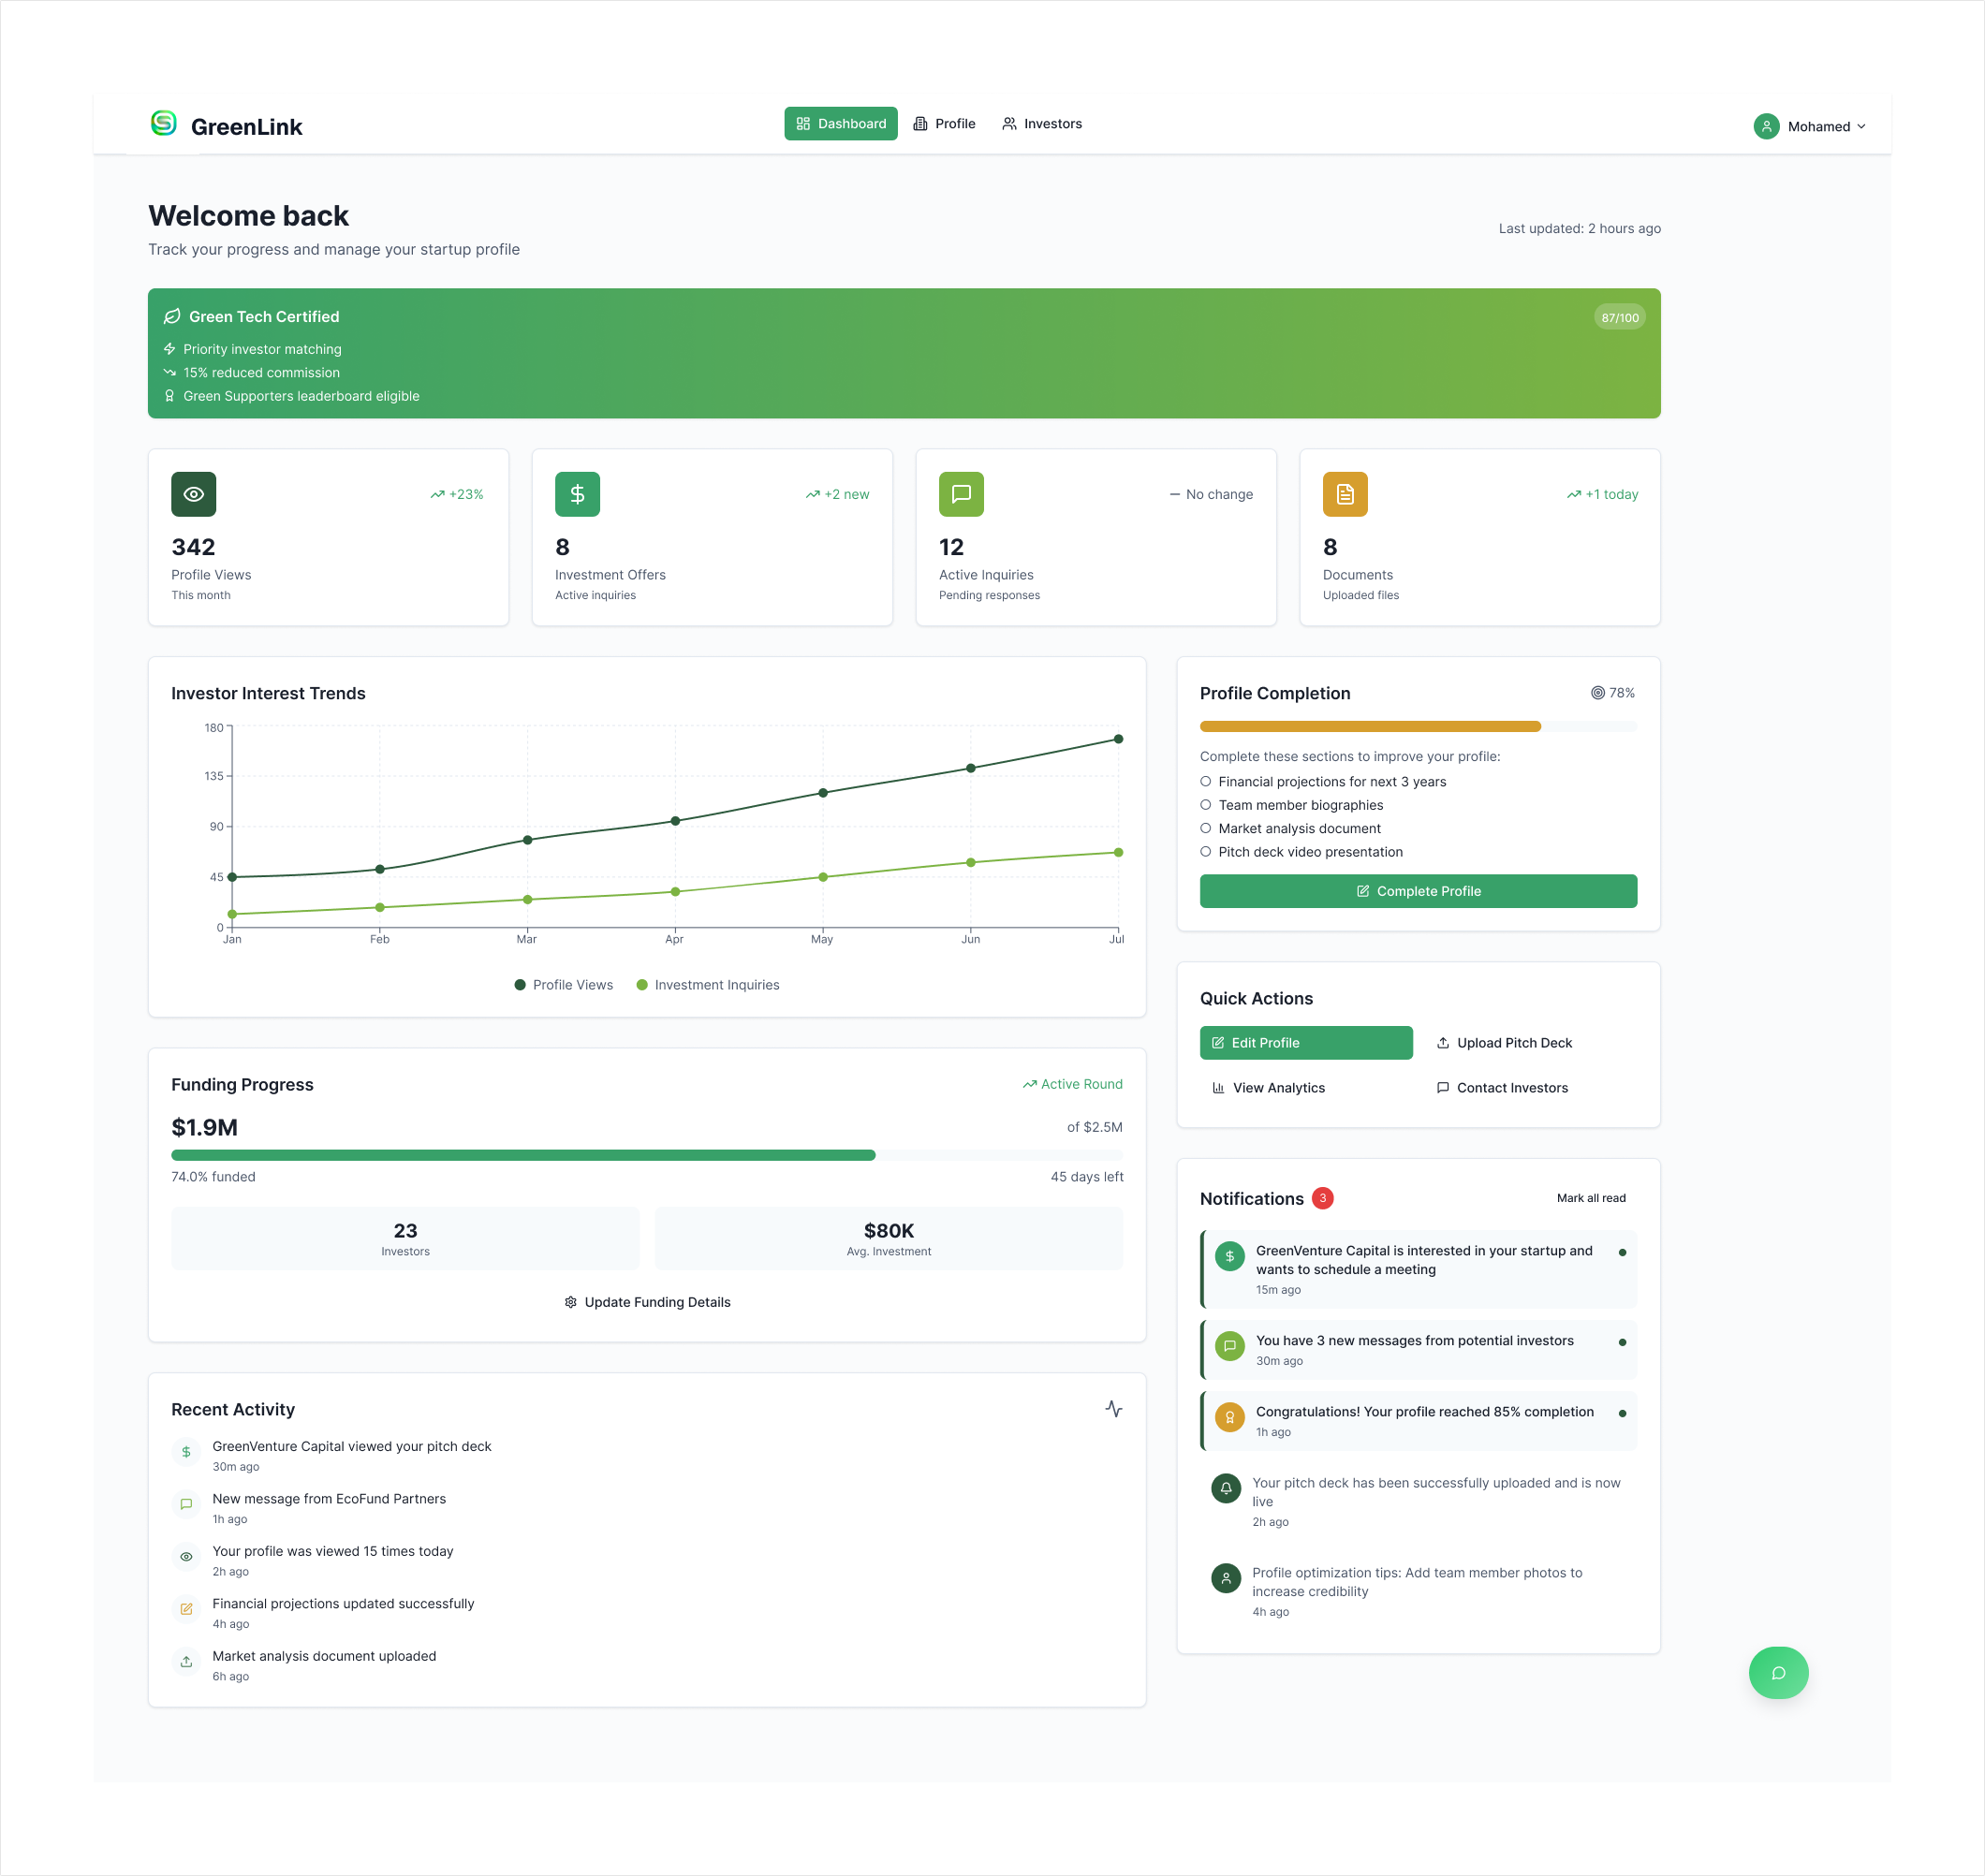 GreenLink
Dashboard
Profile
Investors
Mohamed
Welcome back
Track your progress and manage your startup profile
Last updated: 2 hours ago
Green Tech Certified
87/100
Priority investor matching
15% reduced commission
Green Supporters leaderboard eligible
+23%
342
Profile Views
This month
+2 new
8
Investment Offers
Active inquiries
No change
12
Active Inquiries
Pending responses
+1 today
8
Documents
Uploaded files
Investor Interest Trends
180
135
90
45
0
Jan
Feb
Mar
Apr
May
Jun
Jul
Profile Views
Investment Inquiries
Funding Progress
Active Round
$1.9M
of $2.5M
74.0% funded
45 days left
23
Investors
$80K
Avg. Investment
Update Funding Details
Recent Activity
GreenVenture Capital viewed your pitch deck
30m ago
New message from EcoFund Partners
1h ago
Your profile was viewed 15 times today
2h ago
Financial projections updated successfully
4h ago
Market analysis document uploaded
6h ago
Profile Completion
78%
Complete these sections to improve your profile:
Financial projections for next 3 years
Team member biographies
Market analysis document
Pitch deck video presentation
Complete Profile
Quick Actions
Edit Profile
Upload Pitch Deck
View Analytics
Contact Investors
Notifications
3
Mark all read
GreenVenture Capital is interested in your startup and
wants to schedule a meeting
15m ago
You have 3 new messages from potential investors
30m ago
Congratulations! Your profile reached 85% completion
1h ago
Your pitch deck has been successfully uploaded and is now
live
2h ago
Profile optimization tips: Add team member photos to
increase credibility
4h ago